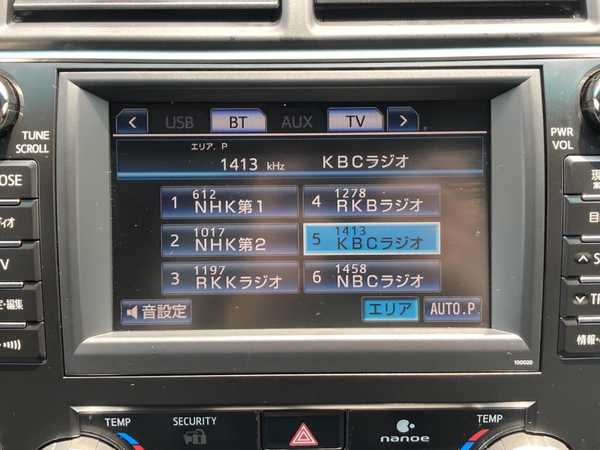 USB BT AUX TV
エリア. P
1413 kHz KBCラジオ
1 612 NHK第1
4 1278 RKBラジオ
2 1017 NHK第2
5 1413 KBCラジオ
3 1197 RKKラジオ
6 1458 NBCラジオ
音設定 エリア AUTO.P
100020
TUNE
SCROLL
PWR
VOL
TEMP
SECURITY
nanoe
TEMP